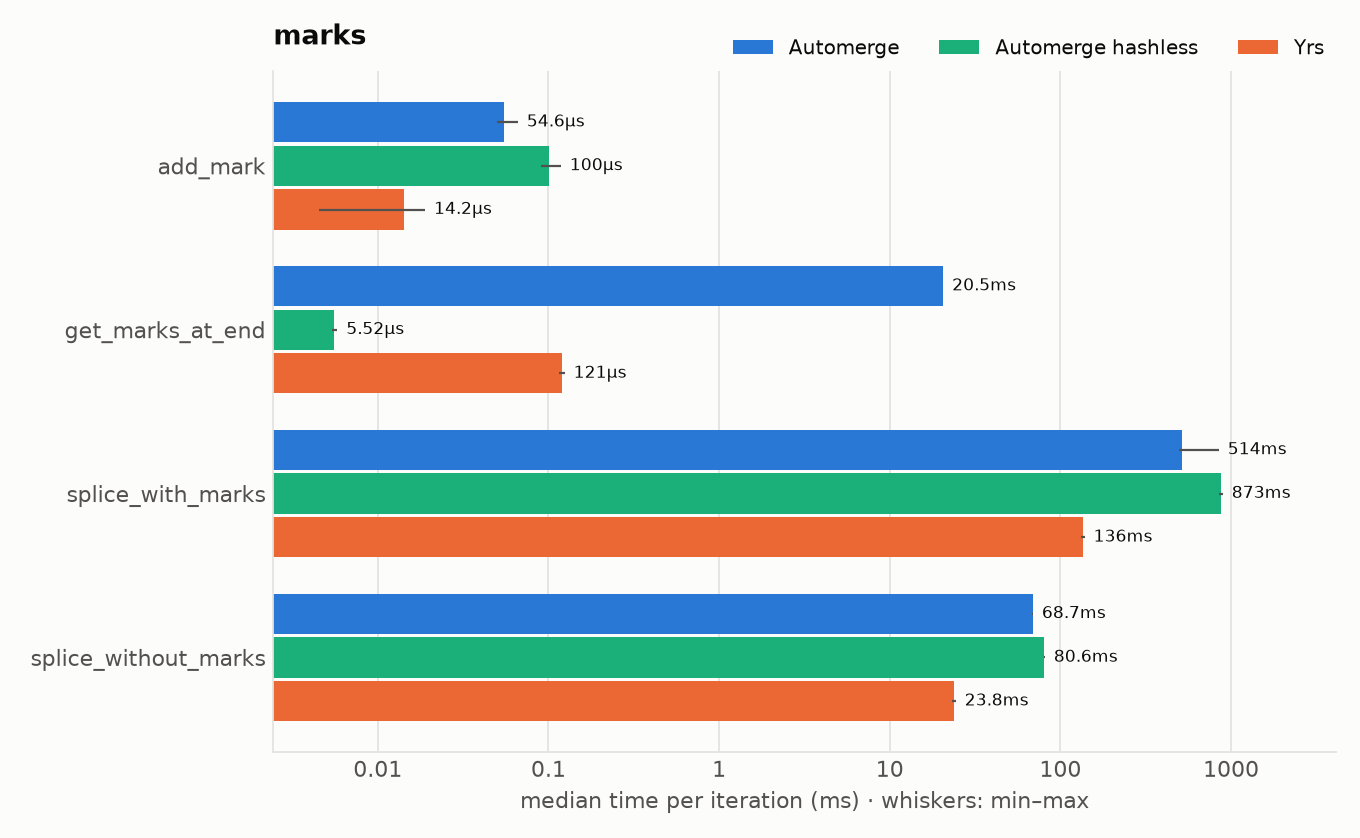 marks
Automerge Automerge hashless Yrs
add_mark
54.6µs
100µs
14.2µs
get_marks_at_end
20.5ms
5.52µs
121µs
splice_with_marks
514ms
873ms
136ms
splice_without_marks
68.7ms
80.6ms
23.8ms
0.01 0.1 1 10 100 1000
median time per iteration (ms) · whiskers: min–max